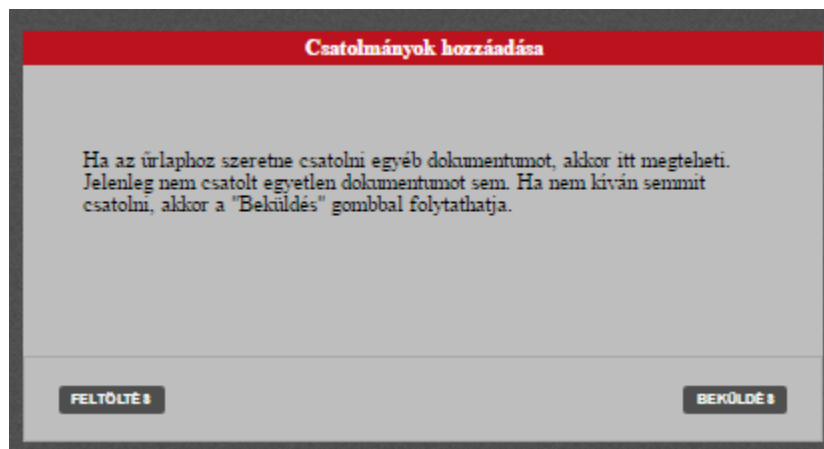 Csatolmányok hozzáadása
Ha az űrlaphoz szeretne csatolni egyéb dokumentumot, akkor itt megteheti.
Jelenleg nem csatolt egyetlen dokumentumot sem. Ha nem kíván semmit
csatolni, akkor a "Beküldés" gombbal folytathatja.
FELTÖLTÉS
BEKÜLDÉS